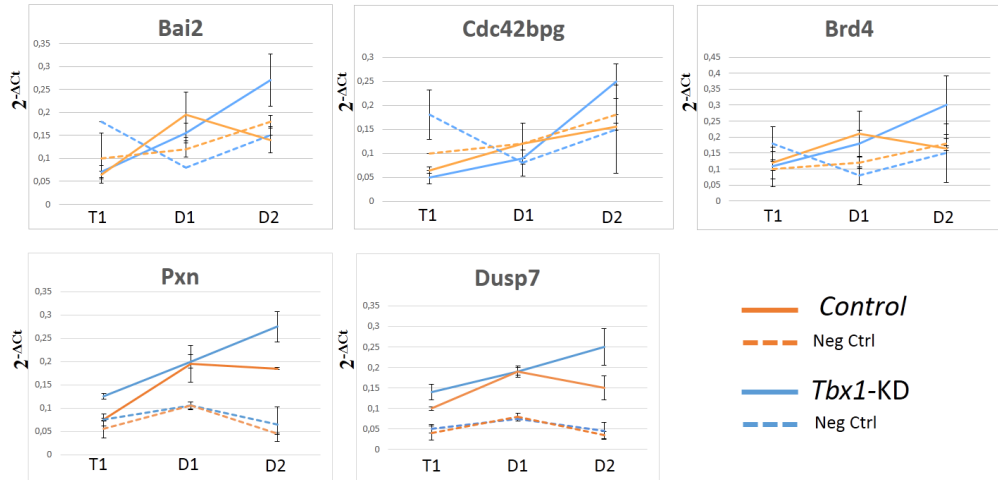 Bai2
2-ΔCt
0,35
0,3
0,25
0,2
0,15
0,1
0,05
0
T1 D1 D2
Cdc42bpg
2-ΔCt
0,3
0,25
0,2
0,15
0,1
0,05
0
T1 D1 D2
Brd4
2-ΔCt
0,45
0,4
0,35
0,3
0,25
0,2
0,15
0,1
0,05
0
T1 D1 D2
Pxn
2-ΔCt
0,35
0,3
0,25
0,2
0,15
0,1
0,05
0
T1 D1 D2
Dusp7
2-ΔCt
0,35
0,3
0,25
0,2
0,15
0,1
0,05
0
T1 D1 D2
Control
Neg Ctrl
Tbx1-KD
Neg Ctrl